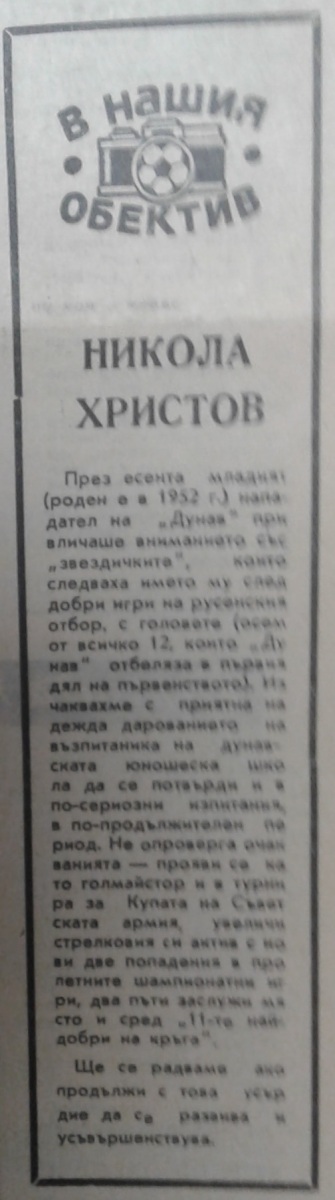 В НАШИЯ
ОБЕКТИВ
НИКОЛА
ХРИСТОВ
През есента младият
(роден е в 1952 г.) напа-
дател на „Дунав" при
вличаше вниманието със
„звездичките", които
следваха името му след
добри игри на русенския
отбор, с головете (осем
от всичко 12, които „Ду
нав" отбеляза в първия
дял на първенството). Из
чаквахме с приятна на
дежда дарованието на
възпитаника на дунав-
ската юношеска шко
ла да се потвърди и в
по-сериозни изпитания,
в по-продължителен пе
риод. Не опроверга очак
ванията — прояви се ка
то голмайстор и в турни
ра за Купата на Съвет
ската армия, увеличи
стрелковия си актив с но
ви две попадения в про
летните шампионатни иг
ри, два пъти заслужи мя
сто и сред „11-те най-
добри на кръга".
Ще се радваме ако
продължи с това усър
дие да се развива и
усъвършенствува.